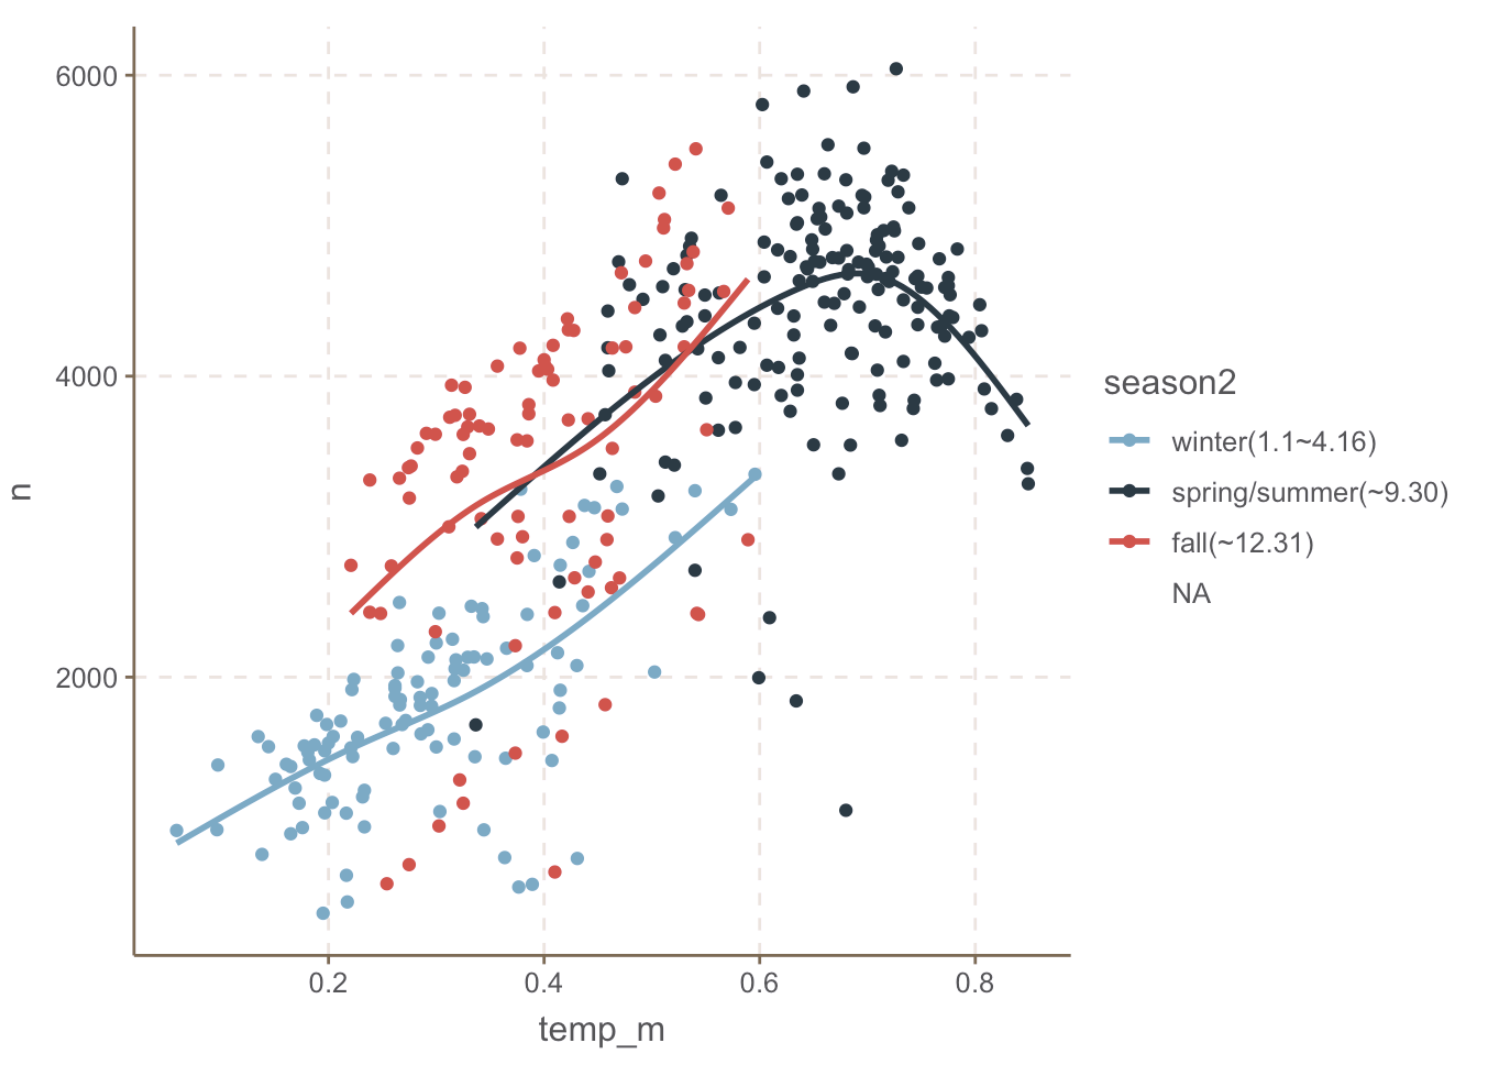 6000
4000
2000
n
0.2 0.4 0.6 0.8
temp_m
season2
winter(1.1~4.16)
spring/summer(~9.30)
fall(~12.31)
NA